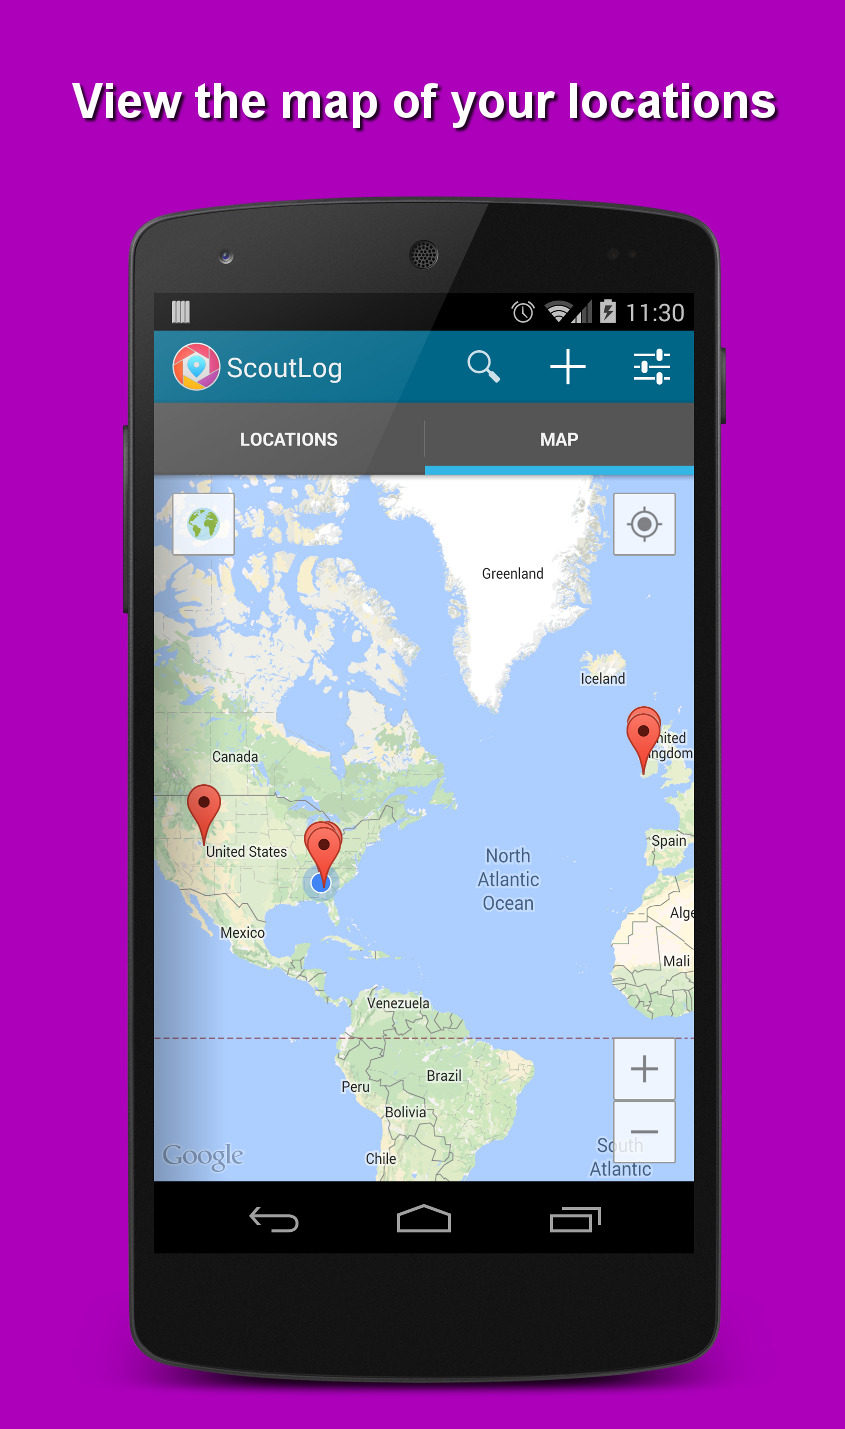 View the map of your locations
11:30
ScoutLog
LOCATIONS
MAP
Greenland
Iceland
Canada
nited
ngdom
United States
Spain
North
Atlantic
Ocean
Alge
Mexico
Mali
Venezuela
Brazil
Peru
Bolivia
Chile
South
Atlantic
Google